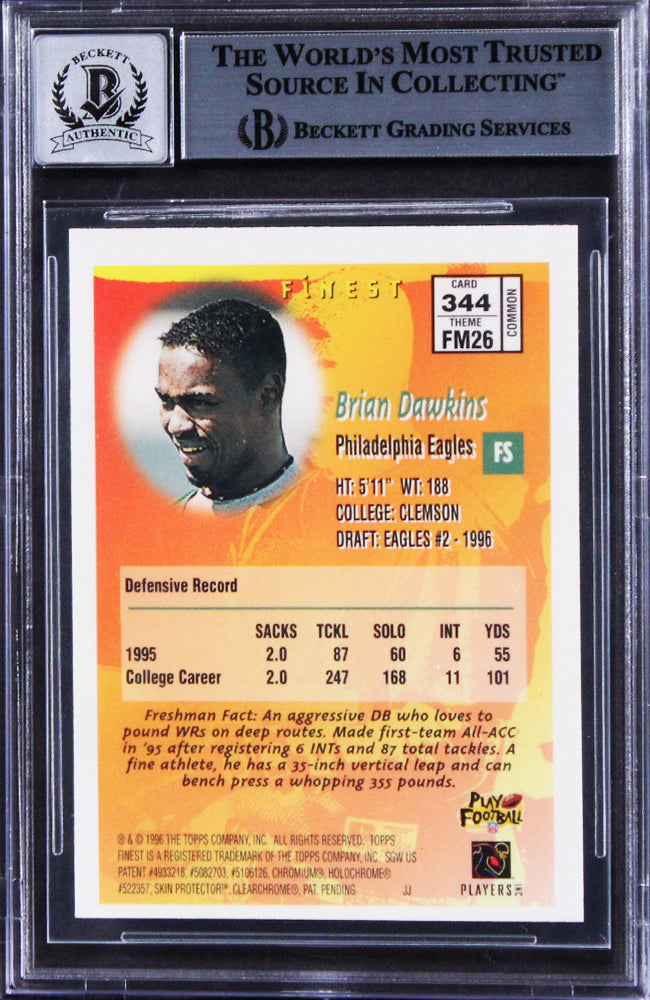 BECKETT
B
AUTHENTIC
THE WORLD'S MOST TRUSTED
SOURCE IN COLLECTING™
B BECKETT GRADING SERVICES
FINEST
CARD
344
THEME
FM26
COMMON
Brian Dawkins
Philadelphia Eagles FS
HT: 5'11" WT: 188
COLLEGE: CLEMSON
DRAFT: EAGLES #2 - 1996
Defensive Record
SACKS TCKL SOLO INT YDS
1995 2.0 87 60 6 55
College Career 2.0 247 168 11 101
Freshman Fact: An aggressive DB who loves to
pound WRs on deep routes. Made first-team All-ACC
in '95 after registering 6 INTs and 87 total tackles. A
fine athlete, he has a 35-inch vertical leap and can
bench press a whopping 355 pounds.
PLAY
FOOTBALL
® & © 1996 THE TOPPS COMPANY, INC. ALL RIGHTS RESERVED. TOPPS
FINEST IS A REGISTERED TRADEMARK OF THE TOPPS COMPANY, INC. SGW US
PATENT #4933218, #5082703, #5106126, CHROMIUM®, HOLOCHROME®
#522357, SKIN PROTECTOR™, CLEARCHROME®, PAT. PENDING. JJ
PLAYERS INC